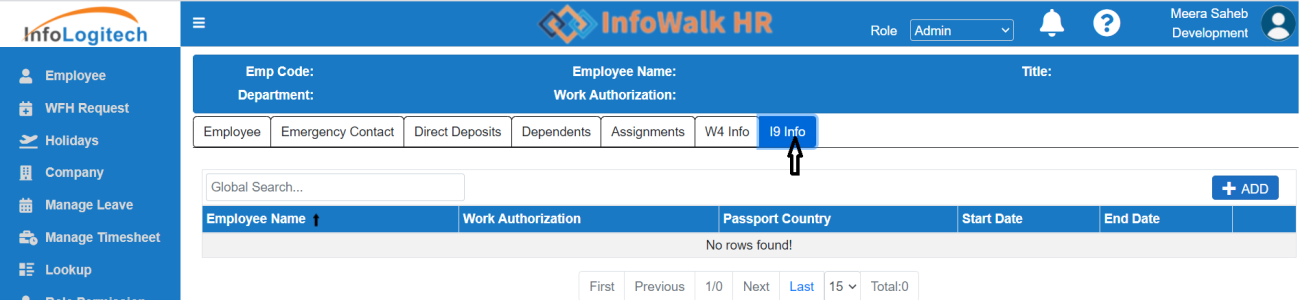 InfoLogitech
InfoWalk HR
Role
Admin
Meera Saheb
Development
Employee
WFH Request
Holidays
Company
Manage Leave
Manage Timesheet
Lookup
Role Permission
Emp Code:
Employee Name:
Title:
Department:
Work Authorization:
Employee
Emergency Contact
Direct Deposits
Dependents
Assignments
W4 Info
I9 Info
Global Search...
ADD
Employee Name
Work Authorization
Passport Country
Start Date
End Date
No rows found!
First
Previous
1/0
Next
Last
15
Total:0